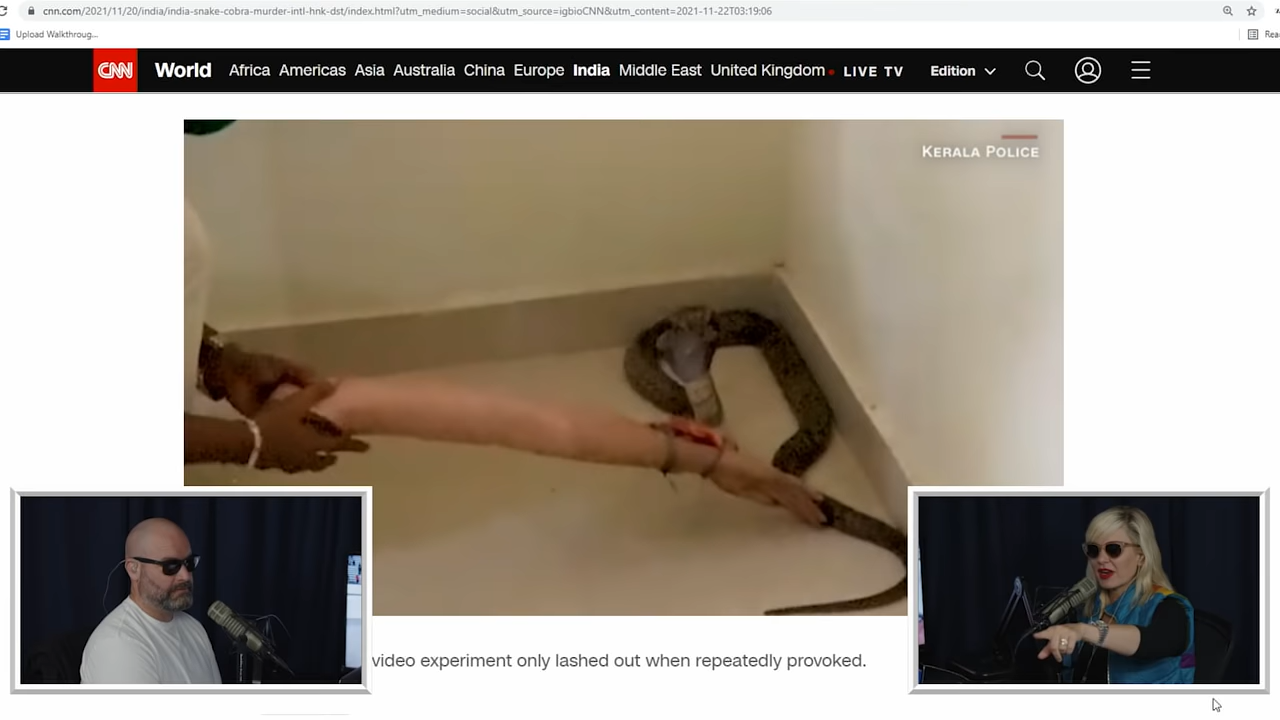 cnn.com/2021/11/20/india/india-snake-cobra-murder-intl-hnk-dst/index.html?utm_medium=social&utm_source=igbioCNN&utm_content=2021-11-22T03:19:06
Upload Walkthroug...
Rea
CNN World Africa Americas Asia Australia China Europe India Middle East United Kingdom LIVE TV Edition
KERALA POLICE
video experiment only lashed out when repeatedly provoked.